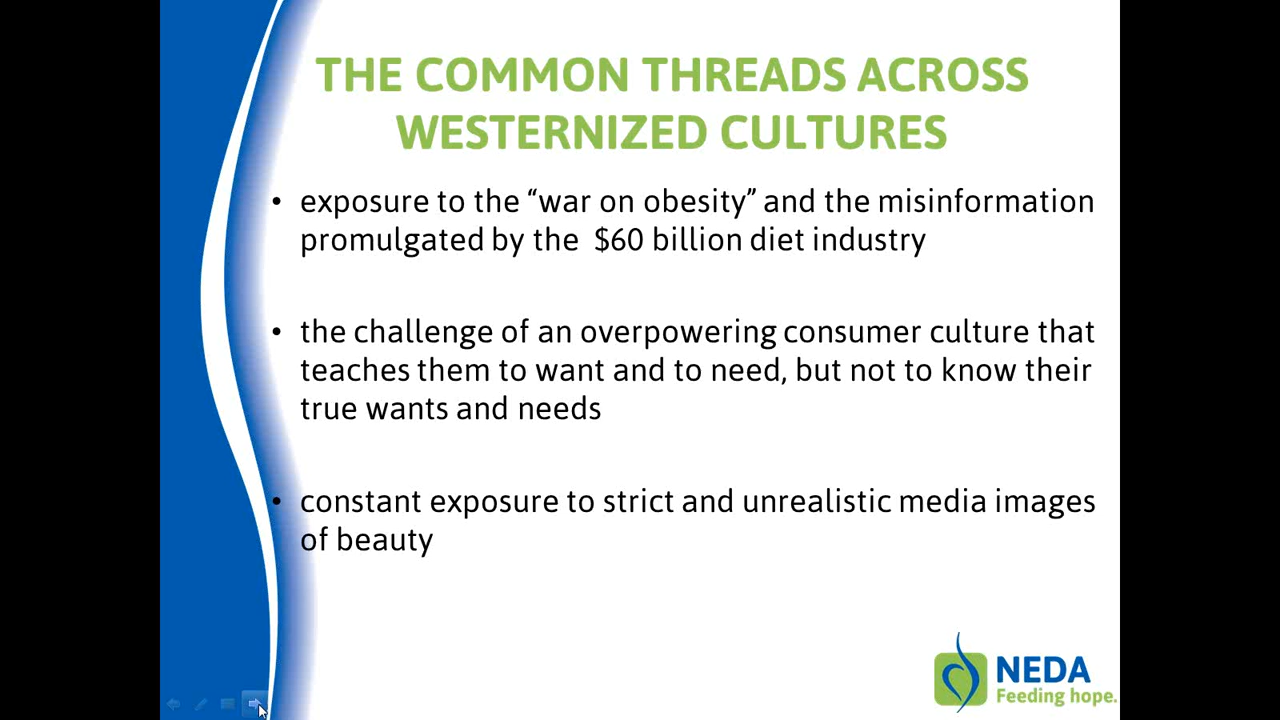 THE COMMON THREADS ACROSS
WESTERNIZED CULTURES
• exposure to the “war on obesity” and the misinformation
promulgated by the  $60 billion diet industry
• the challenge of an overpowering consumer culture that
teaches them to want and to need, but not to know their
true wants and needs
• constant exposure to strict and unrealistic media images
of beauty
NEDA
Feeding hope.